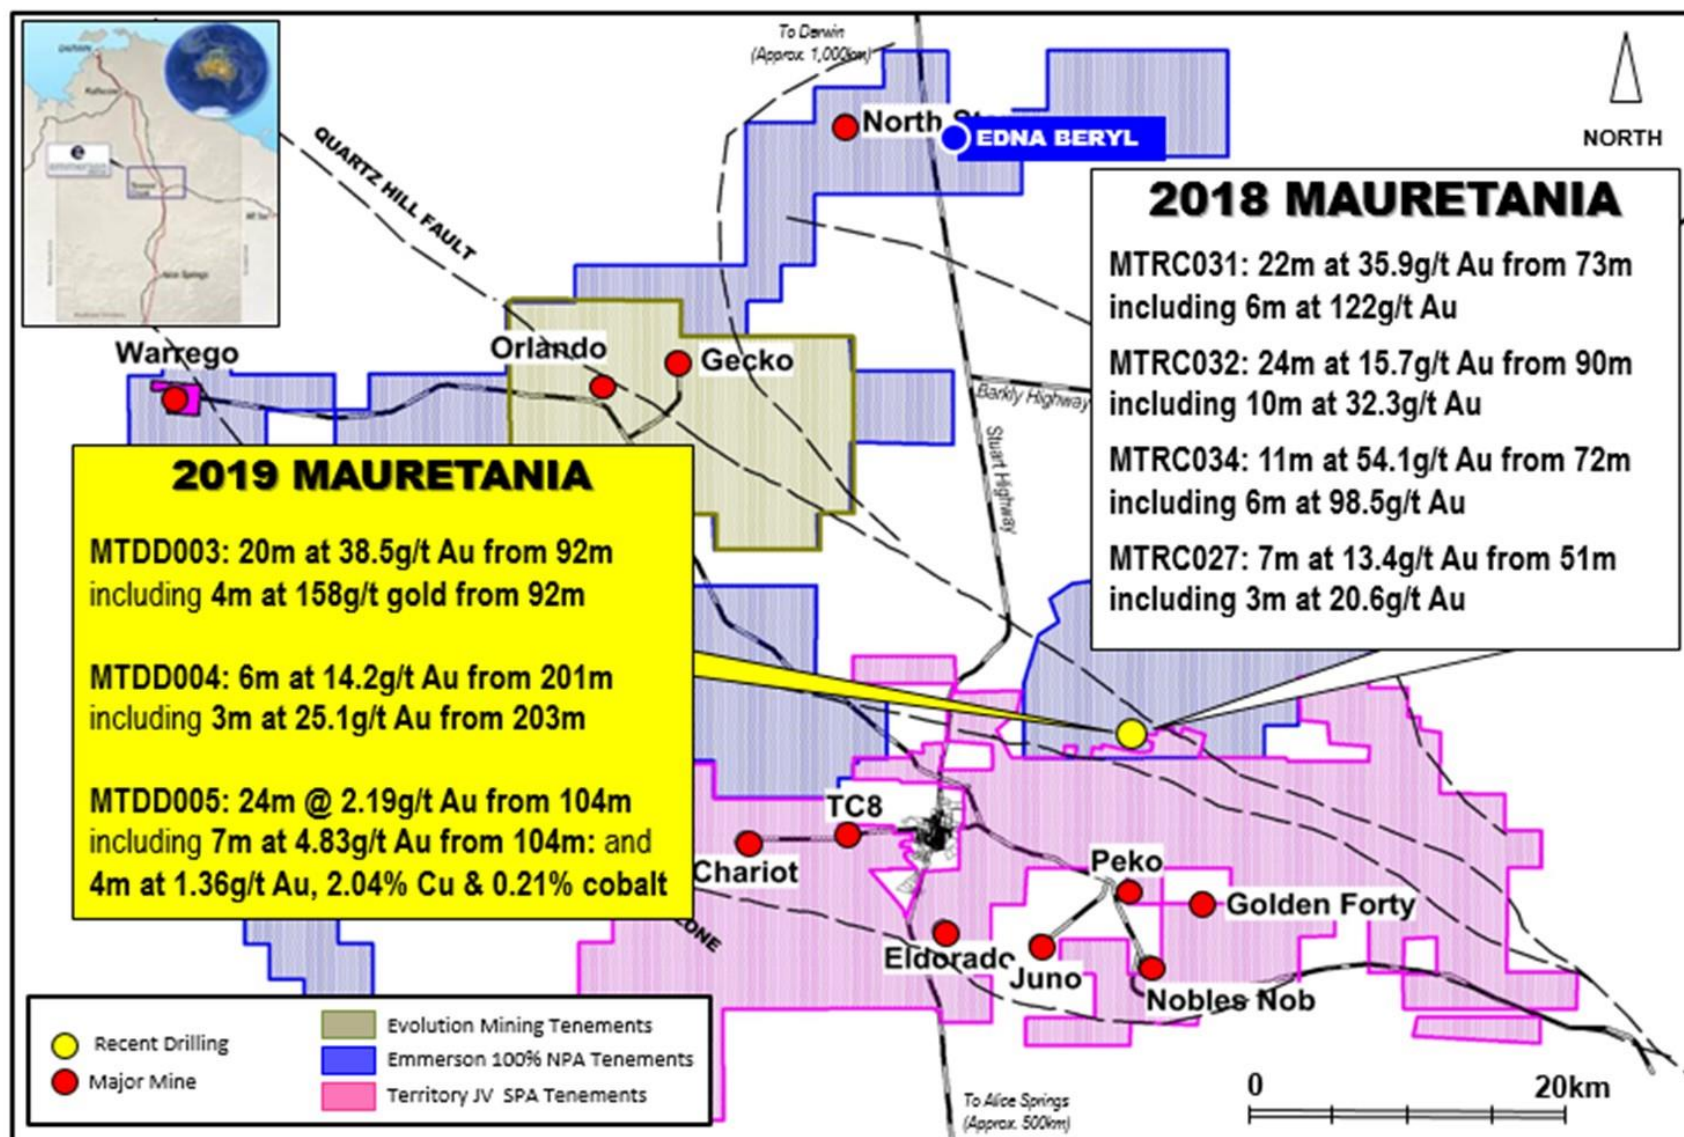 To Darwin
(Approx. 1,000km)
NORTH
DARWIN
Katherine
Tennant
Creek
Alice Springs
QUARTZ HILL FAULT
North
EDNA BERYL
2018 MAURETANIA
MTRC031: 22m at 35.9g/t Au from 73m
including 6m at 122g/t Au
MTRC032: 24m at 15.7g/t Au from 90m
including 10m at 32.3g/t Au
MTRC034: 11m at 54.1g/t Au from 72m
including 6m at 98.5g/t Au
MTRC027: 7m at 13.4g/t Au from 51m
including 3m at 20.6g/t Au
Warrego
Orlando
Gecko
Barkly Highway
Stuart Highway
2019 MAURETANIA
MTDD003: 20m at 38.5g/t Au from 92m
including 4m at 158g/t gold from 92m
MTDD004: 6m at 14.2g/t Au from 201m
including 3m at 25.1g/t Au from 203m
MTDD005: 24m @ 2.19g/t Au from 104m
including 7m at 4.83g/t Au from 104m: and
4m at 1.36g/t Au, 2.04% Cu & 0.21% cobalt
TC8
Chariot
Peko
Golden Forty
Eldorado
Juno
Nobles Nob
ONE
Recent Drilling
Major Mine
Evolution Mining Tenements
Emmerson 100% NPA Tenements
Territory JV SPA Tenements
To Alice Springs
(Approx. 500km)
0 20km